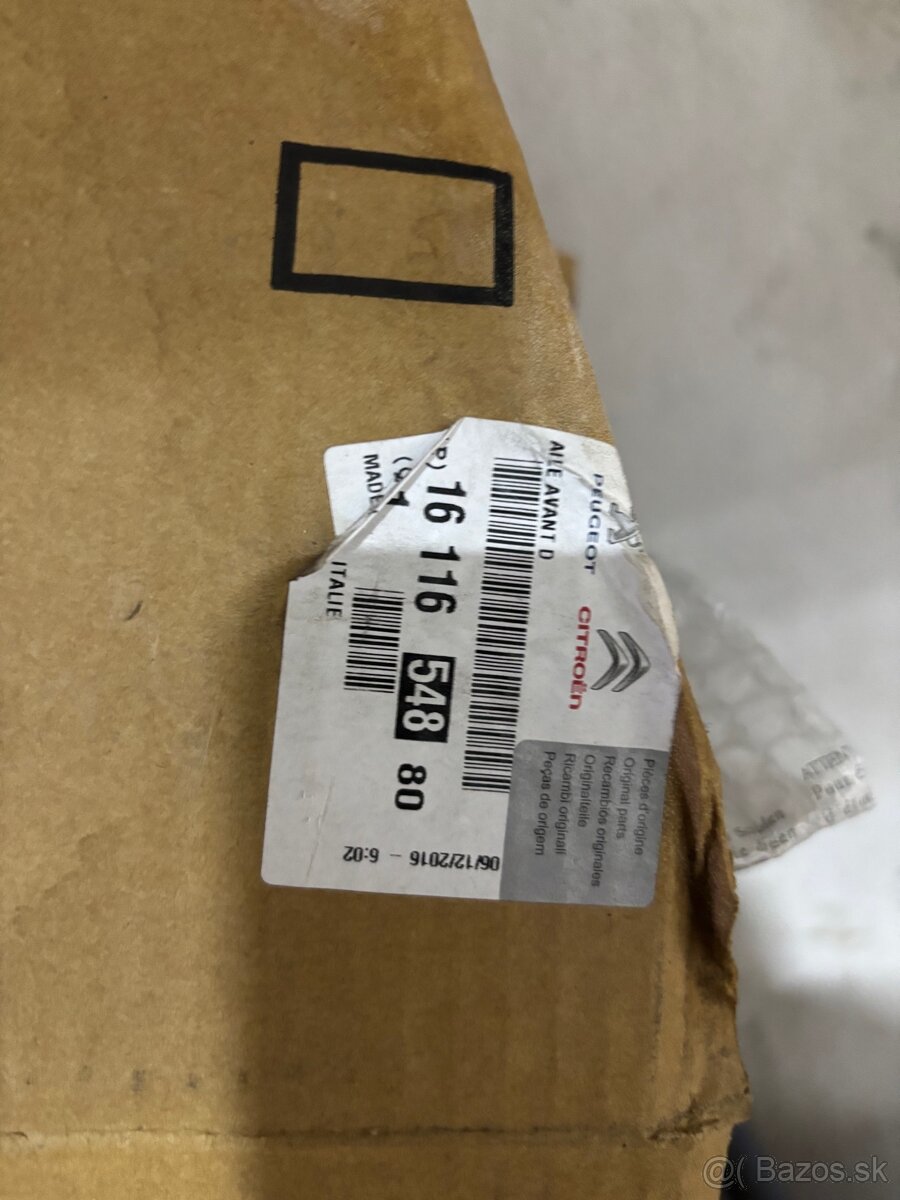 PEUGEOT
CITROËN
AILE AVANT D
16 116 548 80
MADE
ITALIE
Pièces d'origine
Original parts
Recambios originales
Originalteile
Ricambi originali
Peças de origem
06/12/2016 - 6:02
@( Bazos.sk